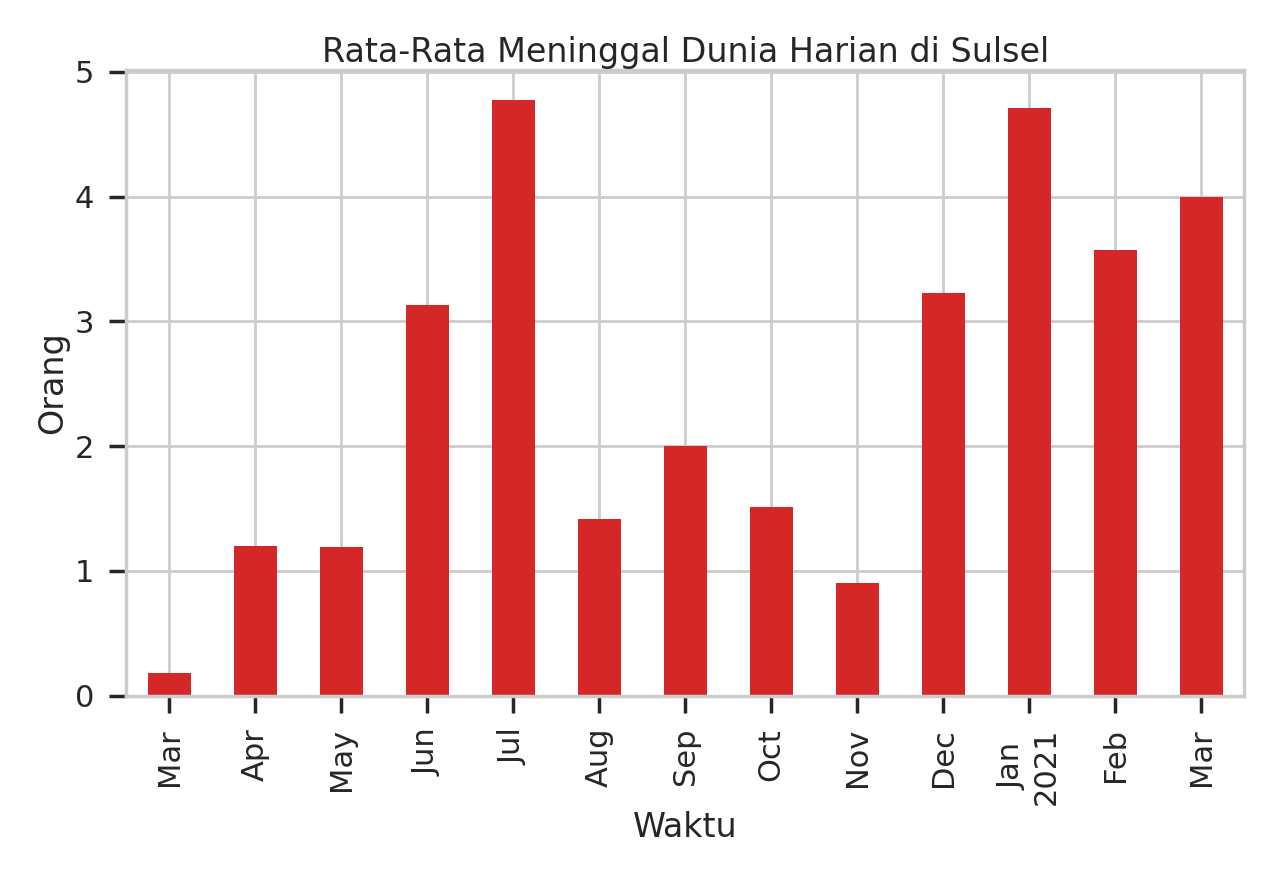 Rata-Rata Meninggal Dunia Harian di Sulsel
5
4
3
2
1
0
Orang
Mar
Apr
May
Jun
Jul
Aug
Sep
Oct
Nov
Dec
Jan
2021
Feb
Mar
Waktu